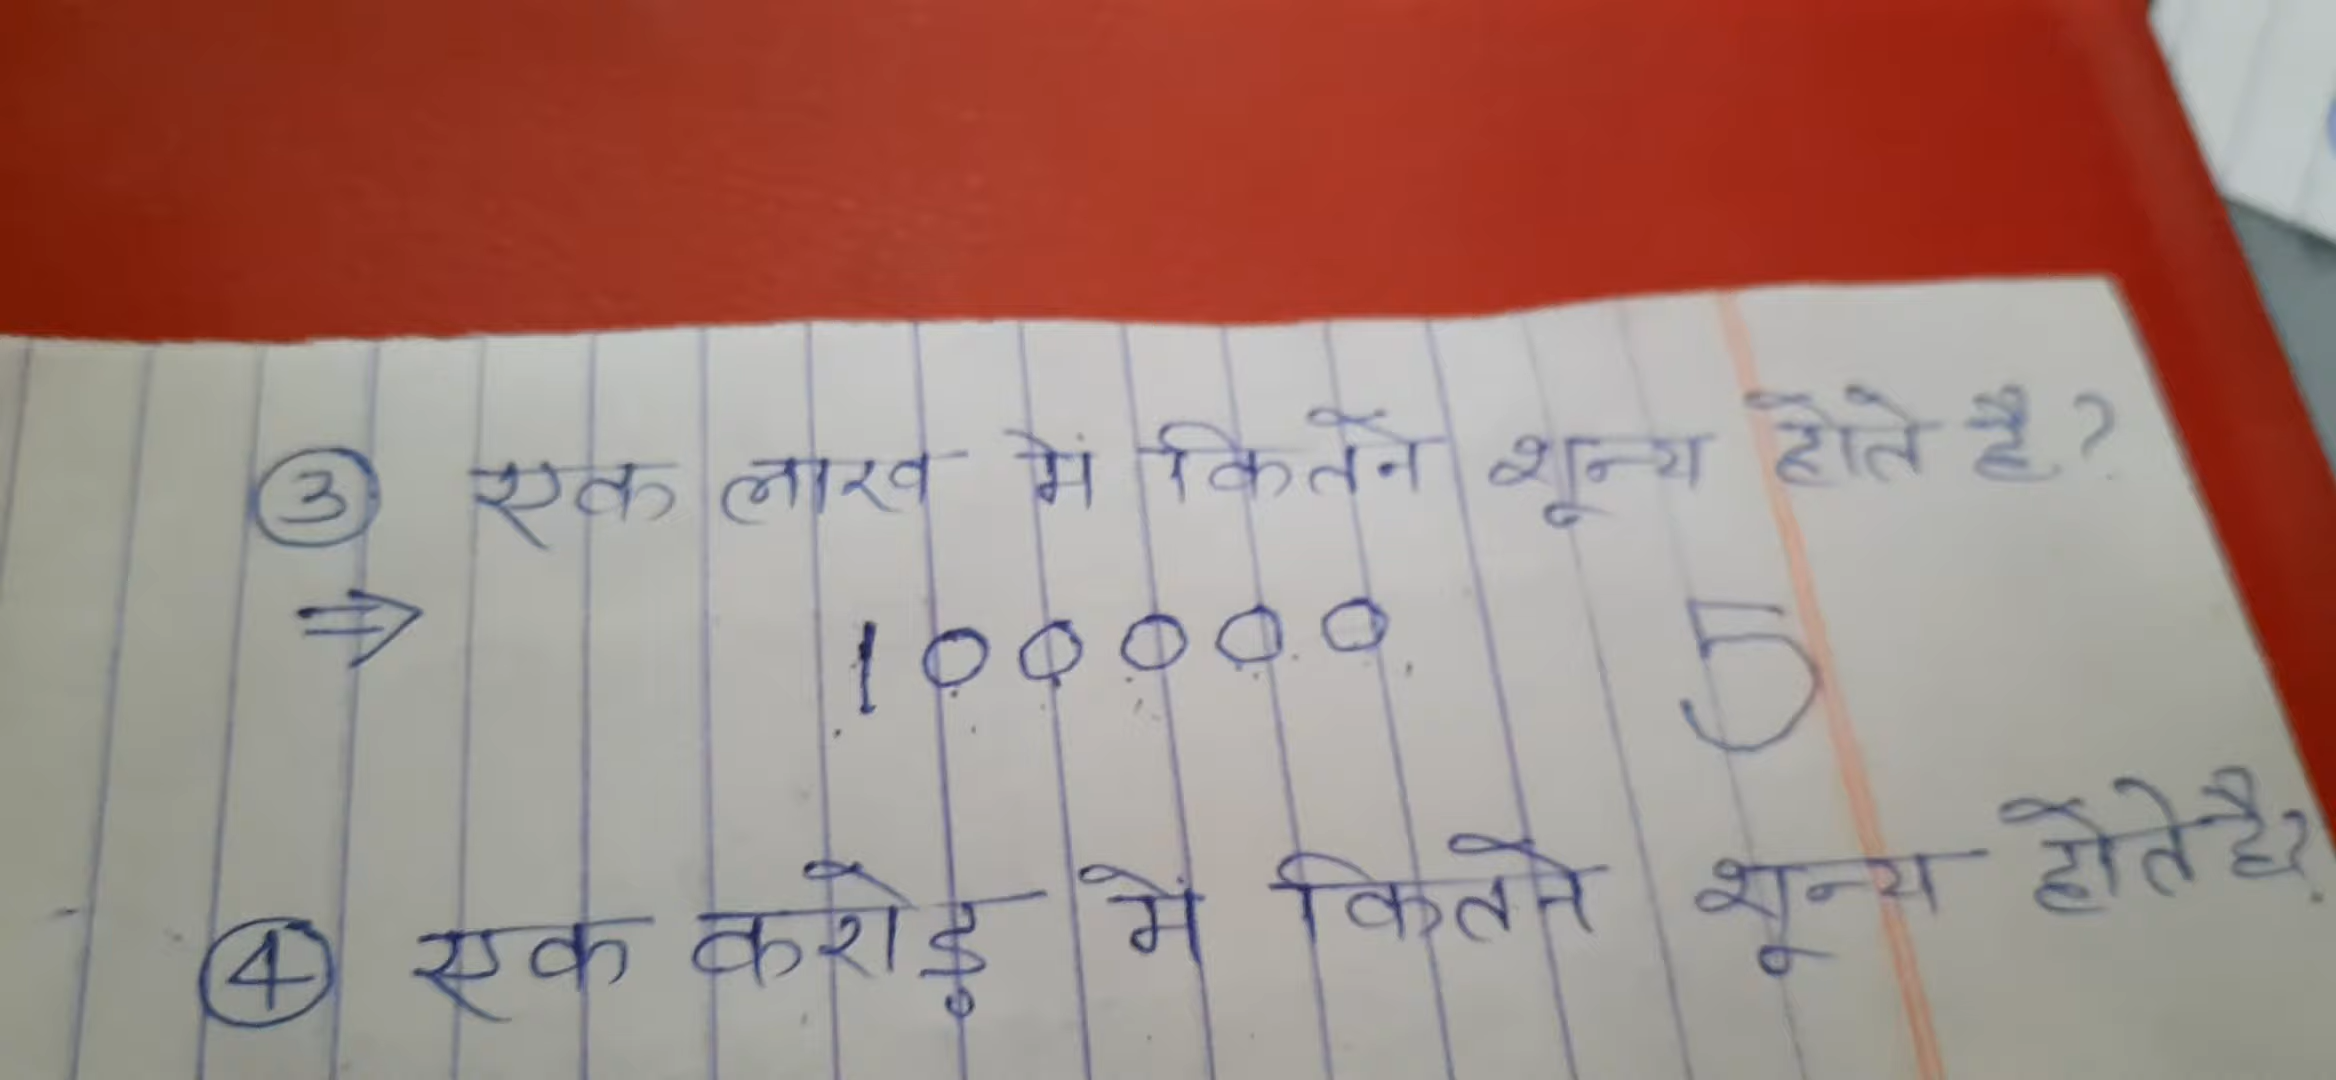 ③ एक लाख में कितने शून्य होते है?
⇒ 100000 5
④ एक करोड़ में कितने शून्य होते है?